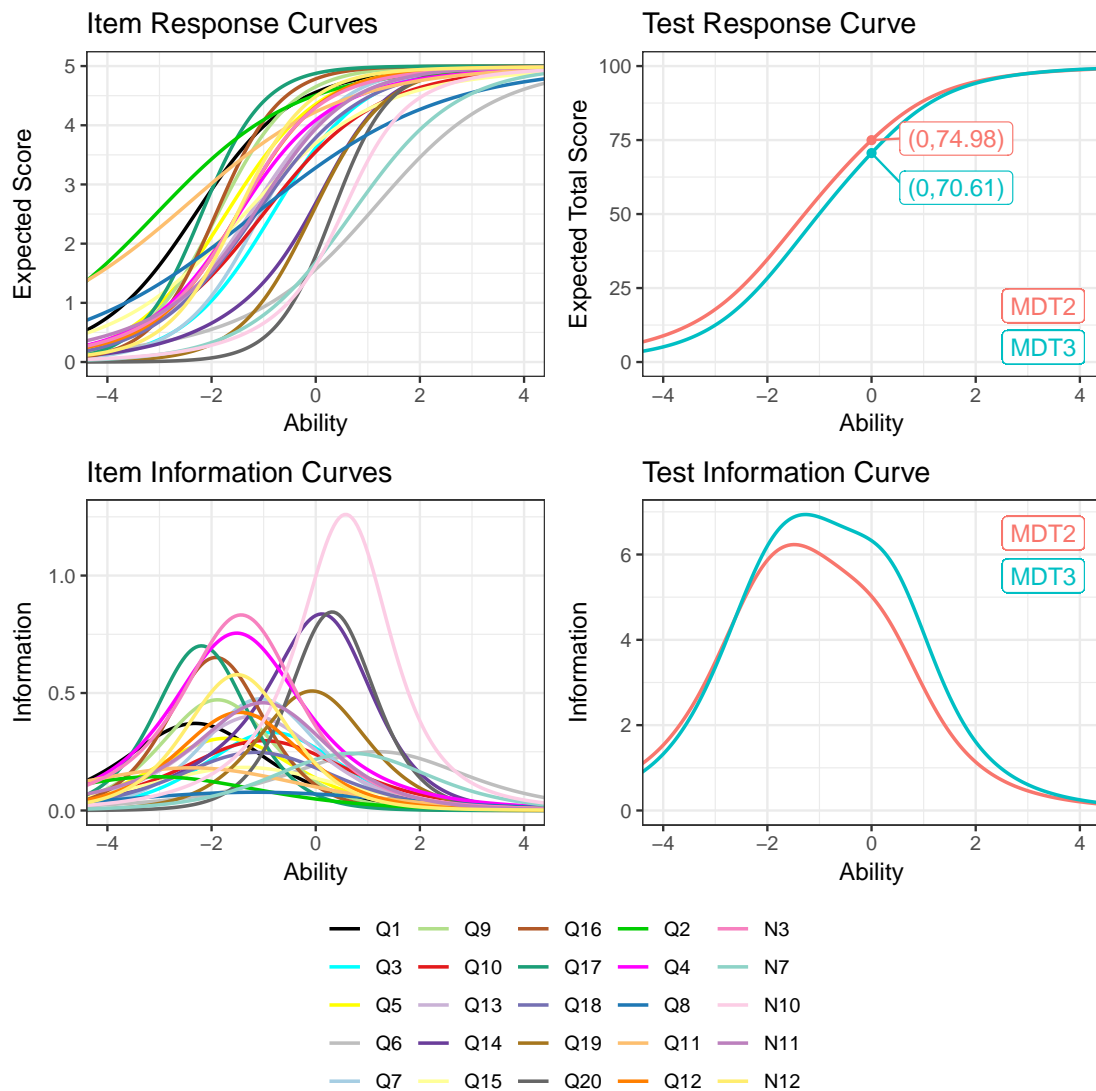 Item Response Curves
Expected Score
5
4
3
2
1
0
−4 −2 0 2 4
Ability
Test Response Curve
Expected Total Score
100
75
50
25
0
(0,74.98)
(0,70.61)
MDT2
MDT3
−4 −2 0 2 4
Ability
Item Information Curves
Information
1.0
0.5
0.0
−4 −2 0 2 4
Ability
Test Information Curve
Information
6
4
2
0
MDT2
MDT3
−4 −2 0 2 4
Ability
Q1 Q9 Q16 Q2 N3
Q3 Q10 Q17 Q4 N7
Q5 Q13 Q18 Q8 N10
Q6 Q14 Q19 Q11 N11
Q7 Q15 Q20 Q12 N12